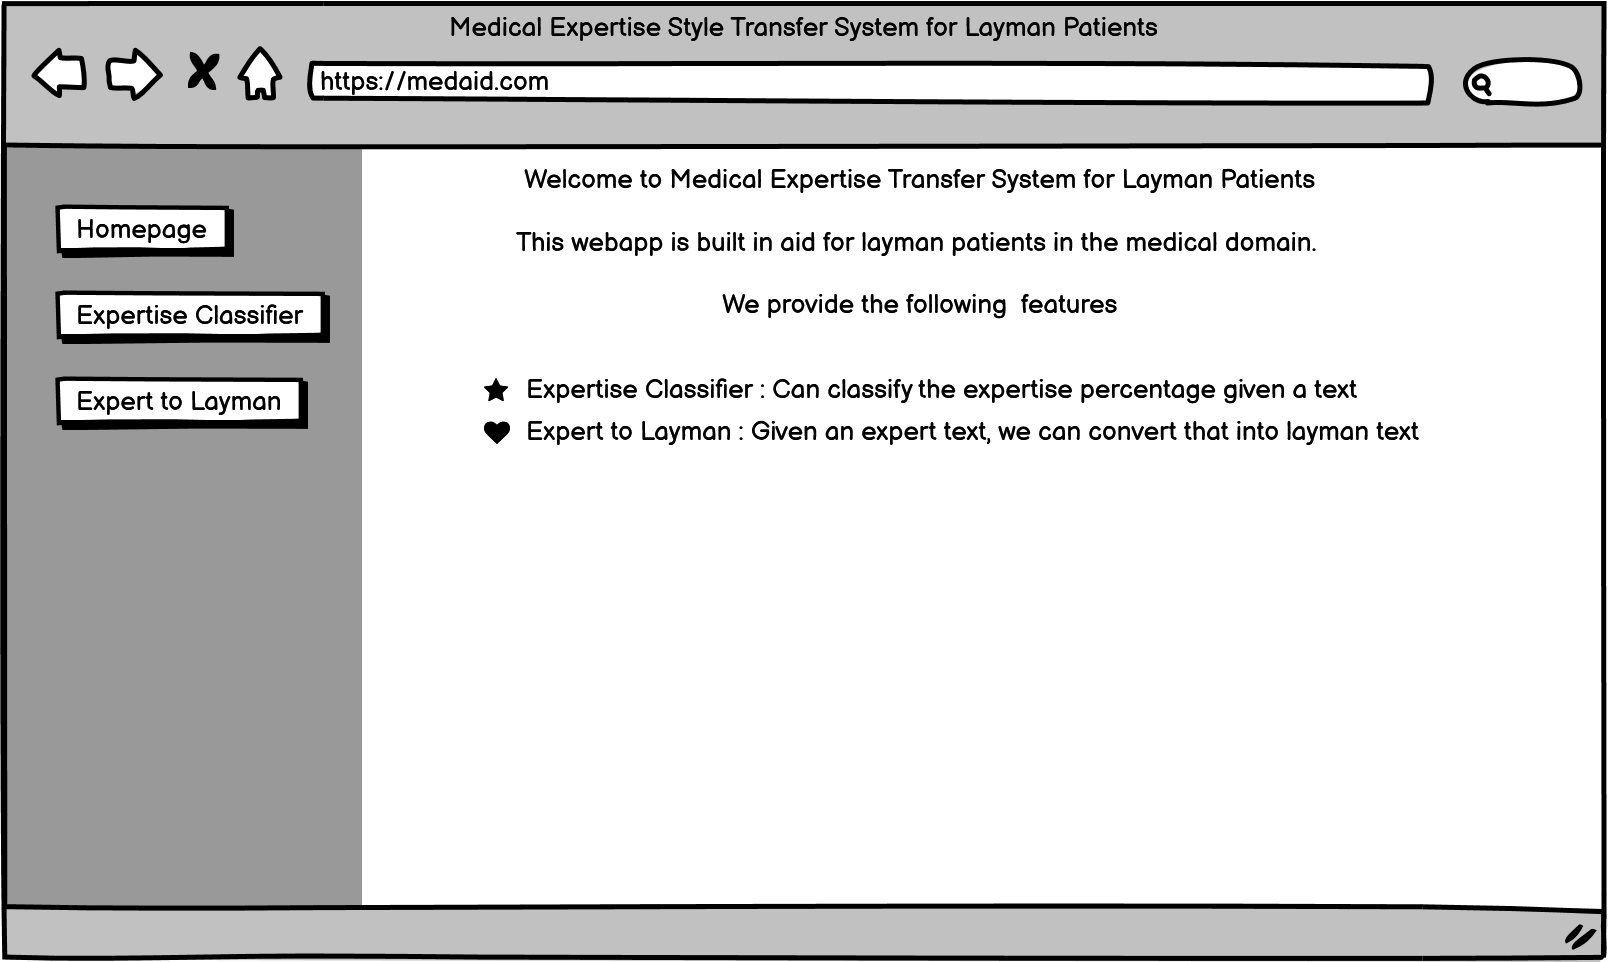 Medical Expertise Style Transfer System for Layman Patients
https://medaid.com
Homepage
Expertise Classifier
Expert to Layman
Welcome to Medical Expertise Transfer System for Layman Patients
This webapp is built in aid for layman patients in the medical domain.
We provide the following  features
Expertise Classifier : Can classify the expertise percentage given a text
Expert to Layman : Given an expert text, we can convert that into layman text